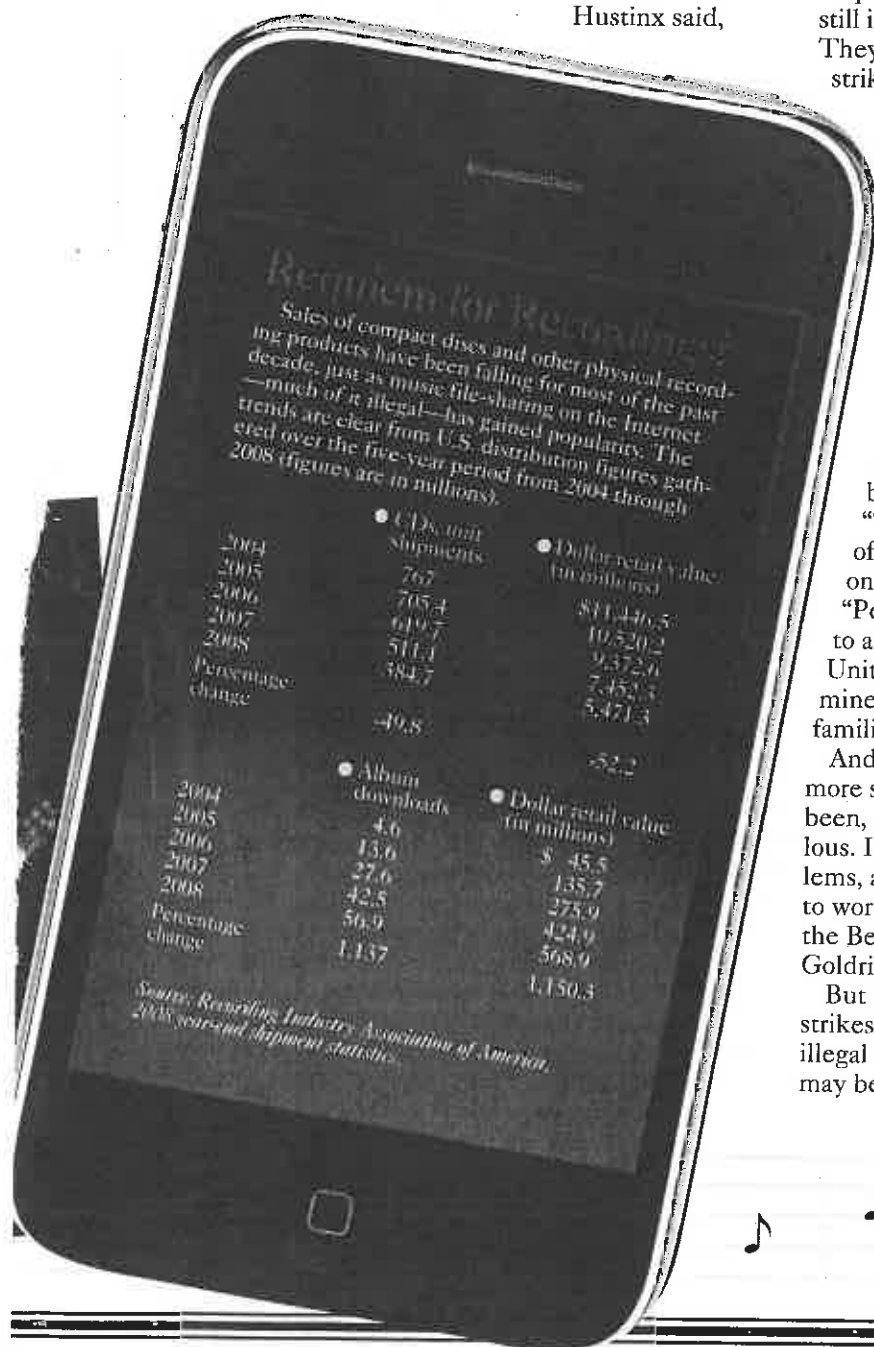 Hustinx said,
still i
They
strik
Requiem for Recordings?
Sales of compact discs and other physical record-
ing products have been falling for most of the past
decade, just as music file-sharing on the Internet
—much of it illegal—has gained popularity. The
trends are clear from U.S. distribution figures gath-
ered over the five-year period from 2004 through
2008 (figures are in millions).
CDs, unit shipments Dollar retail value (in millions)
2004 767 $11,446.5
2005 705.4 10,520.2
2006 619.7 9,372.6
2007 511.1 7,452.3
2008 384.7 5,471.3
Percentage change -49.8 -52.2
Album downloads Dollar retail value (in millions)
2004 4.6 $ 45.5
2005 13.6 135.7
2006 27.6 275.9
2007 42.5 424.9
2008 56.9 568.9
Percentage change 1,137 1,150.3
Source: Recording Industry Association of America,
2008 year-end shipment statistics.
b
"
of
on
"Pe
to a
Unit
mine
famili
And
more s
been,
lous. I
lems, a
to wor
the Be
Goldri
But
strikes
illegal
may be